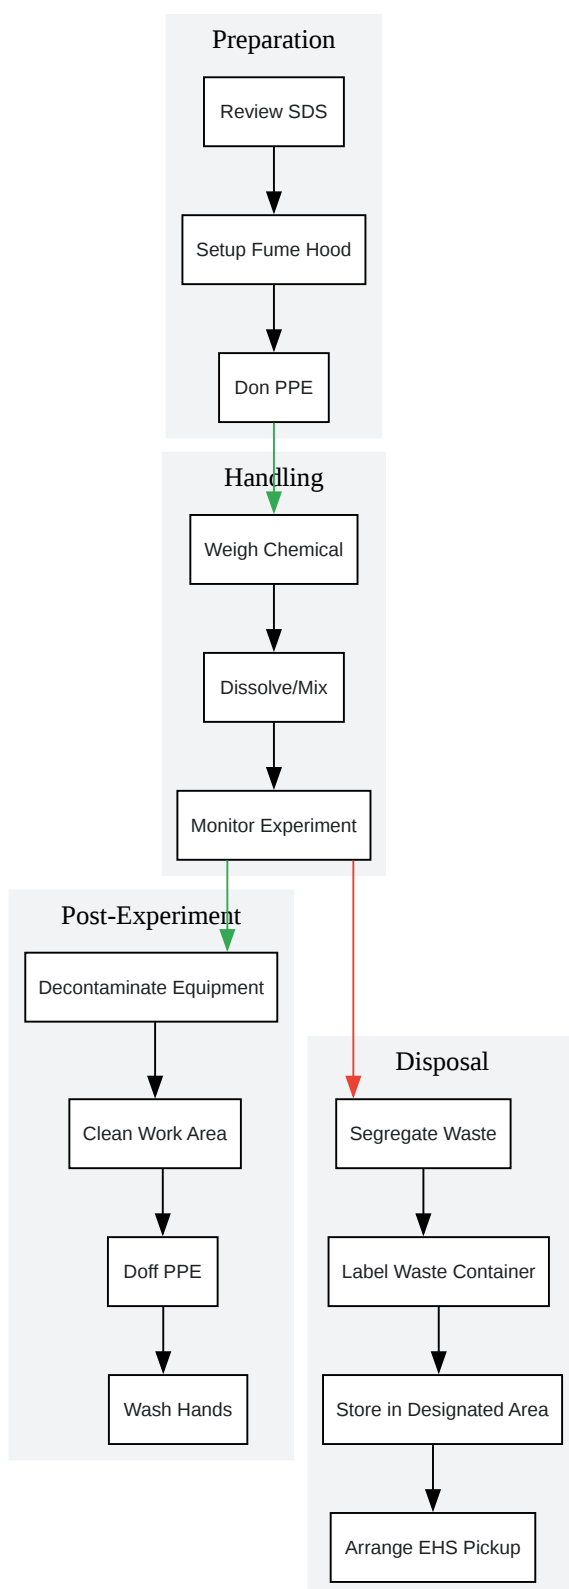 Preparation
Review SDS
Setup Fume Hood
Don PPE
Handling
Weigh Chemical
Dissolve/Mix
Monitor Experiment
Post-Experiment
Decontaminate Equipment
Clean Work Area
Doff PPE
Wash Hands
Disposal
Segregate Waste
Label Waste Container
Store in Designated Area
Arrange EHS Pickup